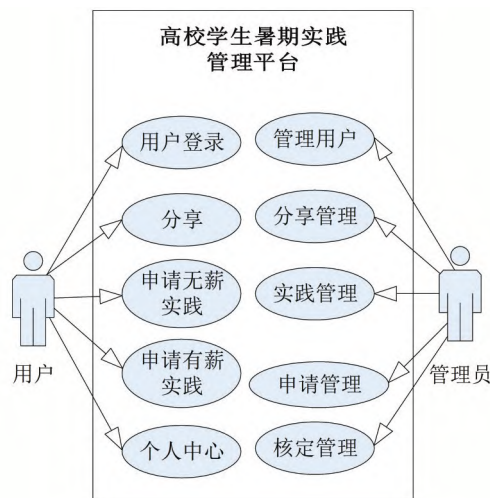 高校学生暑期实践
管理平台
用户登录
管理用户
分享
分享管理
申请无薪
实践
实践管理
申请有薪
实践
申请管理
个人中心
核定管理
用户
管理员